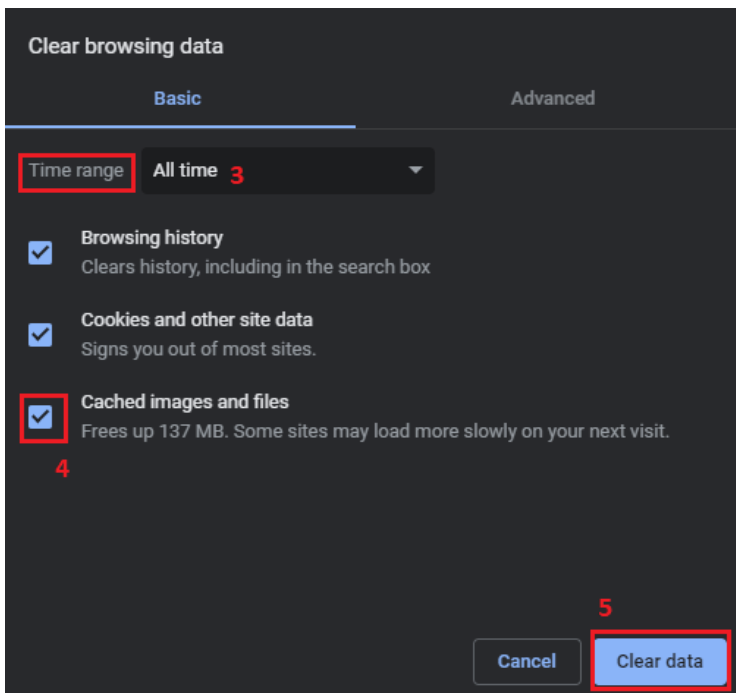 Clear browsing data
Basic Advanced
Time range All time 3
Browsing history
Clears history, including in the search box
Cookies and other site data
Signs you out of most sites.
Cached images and files
Frees up 137 MB. Some sites may load more slowly on your next visit.
4
5
Cancel Clear data